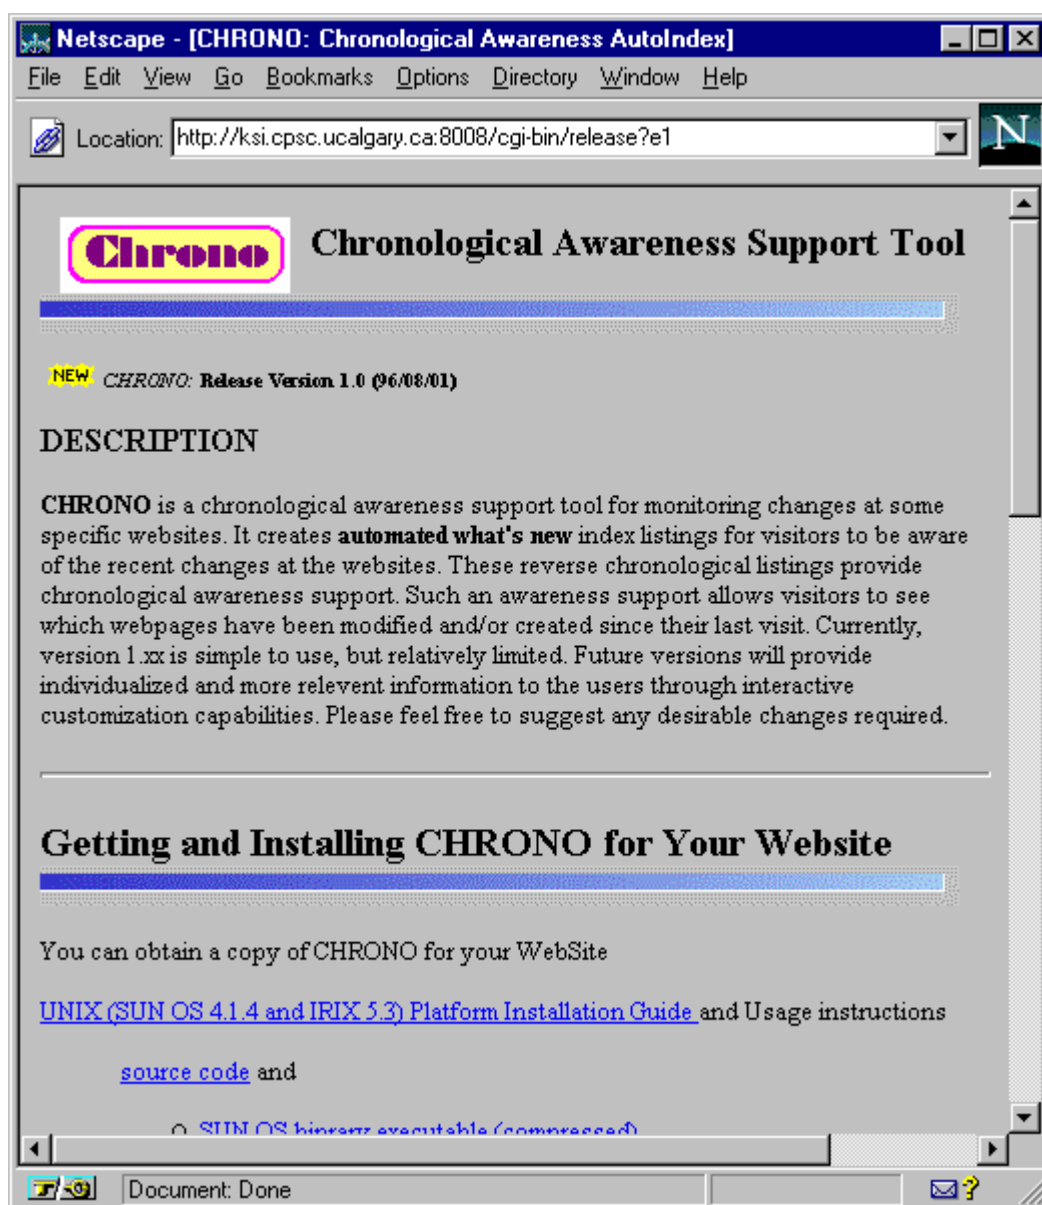 Netscape - [CHRONO: Chronological Awareness AutoIndex]
File Edit View Go Bookmarks Options Directory Window Help
Location: http://ksi.cpsc.ucalgary.ca:8008/cgi-bin/release?e1
N
Chrono Chronological Awareness Support Tool
NEW CHRONO: Release Version 1.0 (96/08/01)
DESCRIPTION
CHRONO is a chronological awareness support tool for monitoring changes at some
specific websites. It creates automated what's new index listings for visitors to be aware
of the recent changes at the websites. These reverse chronological listings provide
chronological awareness support. Such an awareness support allows visitors to see
which webpages have been modified and/or created since their last visit. Currently,
version 1.xx is simple to use, but relatively limited. Future versions will provide
individualized and more relevent information to the users through interactive
customization capabilities. Please feel free to suggest any desirable changes required.
Getting and Installing CHRONO for Your Website
You can obtain a copy of CHRONO for your WebSite
UNIX (SUN OS 4.1.4 and IRIX 5.3) Platform Installation Guide and Usage instructions
source code and
SUN OS binrary executable (compressed)
Document: Done